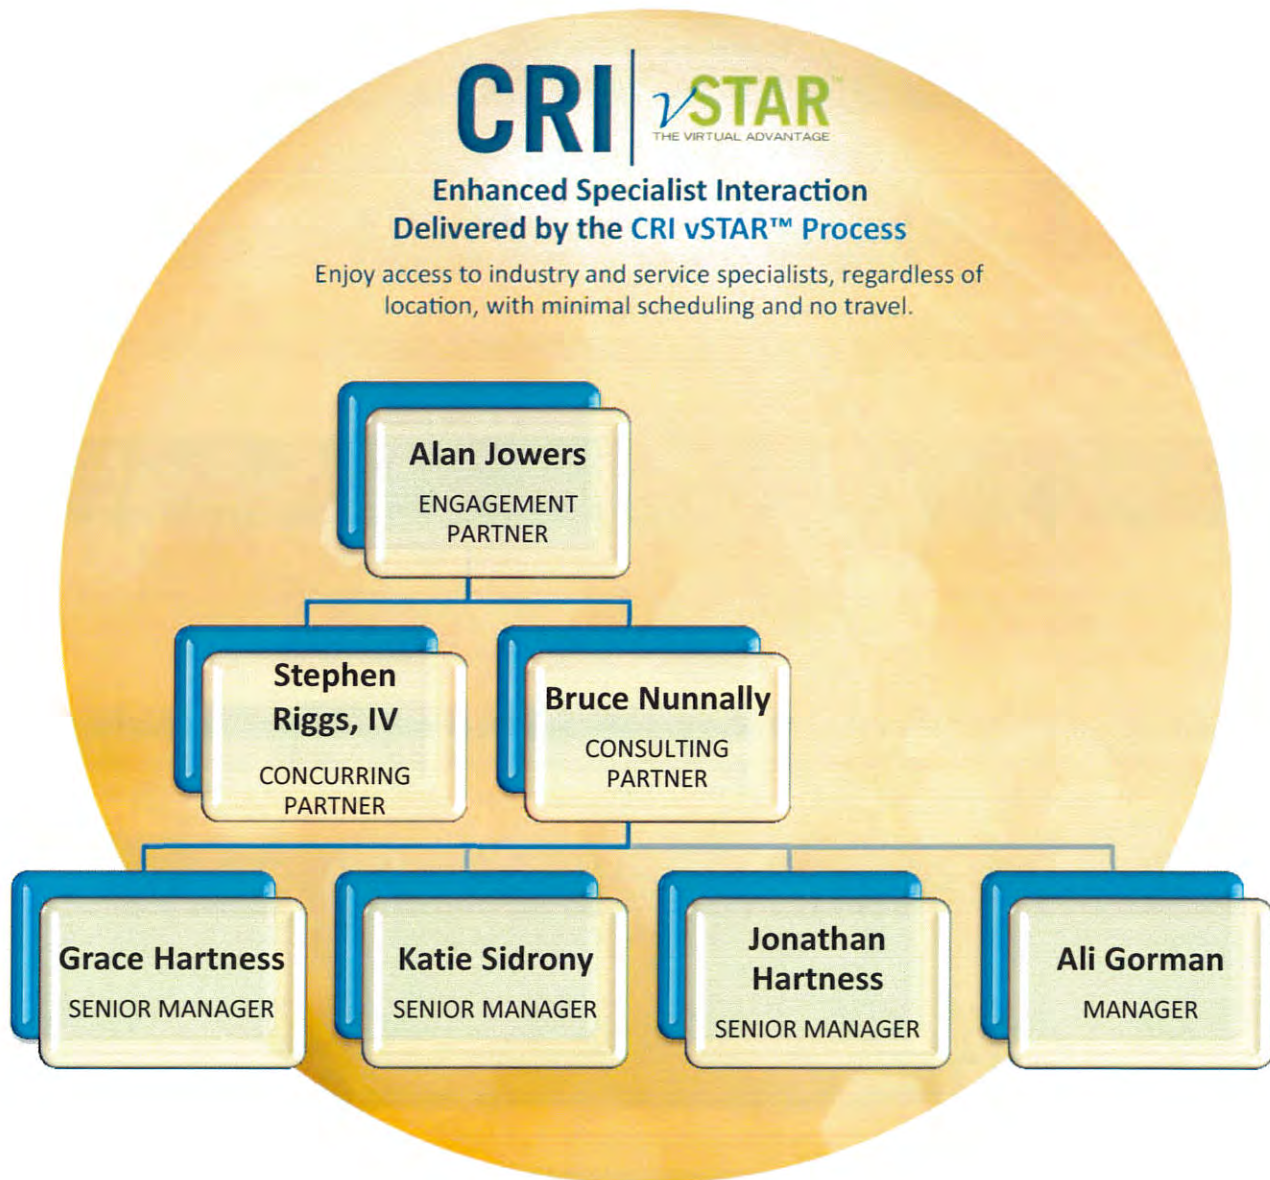 CRI
vSTAR™
THE VIRTUAL ADVANTAGE
Enhanced Specialist Interaction
Delivered by the CRI vSTAR™ Process
Enjoy access to industry and service specialists, regardless of
location, with minimal scheduling and no travel.
Alan Jowers
ENGAGEMENT
PARTNER
Stephen
Riggs, IV
CONCURRING
PARTNER
Bruce Nunnally
CONSULTING
PARTNER
Grace Hartness
SENIOR MANAGER
Katie Sidrony
SENIOR MANAGER
Jonathan
Hartness
SENIOR MANAGER
Ali Gorman
MANAGER